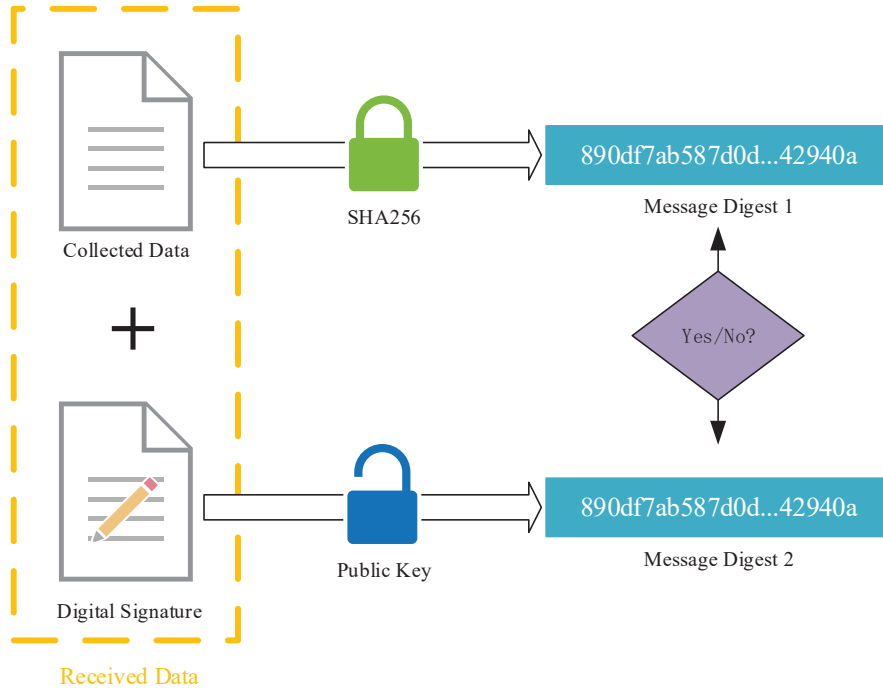 890df7ab587d0d...42940a
SHA256
Message Digest 1
Collected Data
+
Yes/No?
890df7ab587d0d...42940a
Public Key
Message Digest 2
Digital Signature
Received Data